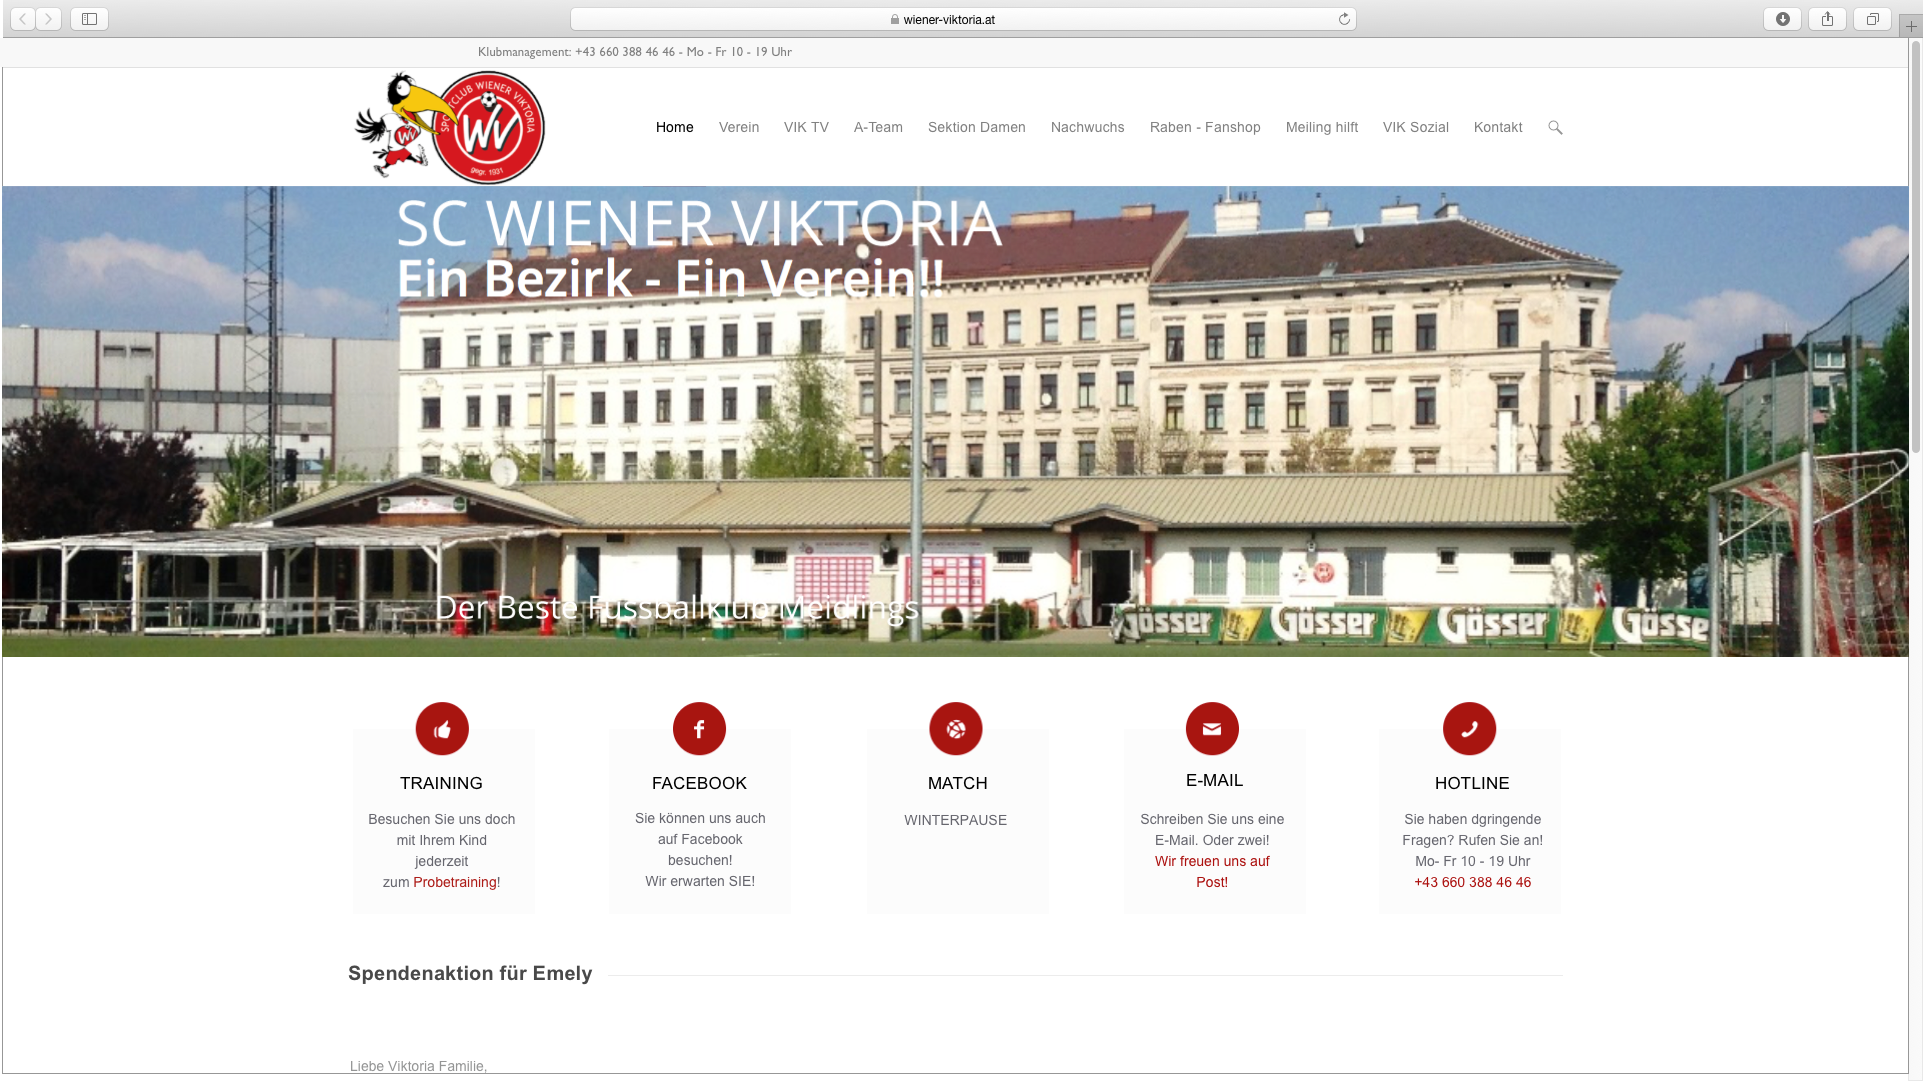 wiener-viktoria.at
Klubmanagement: +43 660 388 46 46 - Mo - Fr 10 - 19 Uhr
SPORTCLUB WIENER VIKTORIA
WV
WV
gegr. 1931
Home Verein VIK TV A-Team Sektion Damen Nachwuchs Raben - Fanshop Meiling hilft VIK Sozial Kontakt
SC WIENER VIKTORIA
Ein Bezirk - Ein Verein!!
SC WIENER VIKTORIA
Der Beste Fussballklub Meidlings
Gösser Gösser Gösser Gösser
TRAINING
Besuchen Sie uns doch
mit Ihrem Kind
jederzeit
zum Probetraining!
FACEBOOK
Sie können uns auch
auf Facebook
besuchen!
Wir erwarten SIE!
MATCH
WINTERPAUSE
E-MAIL
Schreiben Sie uns eine
E-Mail. Oder zwei!
Wir freuen uns auf
Post!
HOTLINE
Sie haben dgringende
Fragen? Rufen Sie an!
Mo- Fr 10 - 19 Uhr
+43 660 388 46 46
Spendenaktion für Emely
Liebe Viktoria Familie,